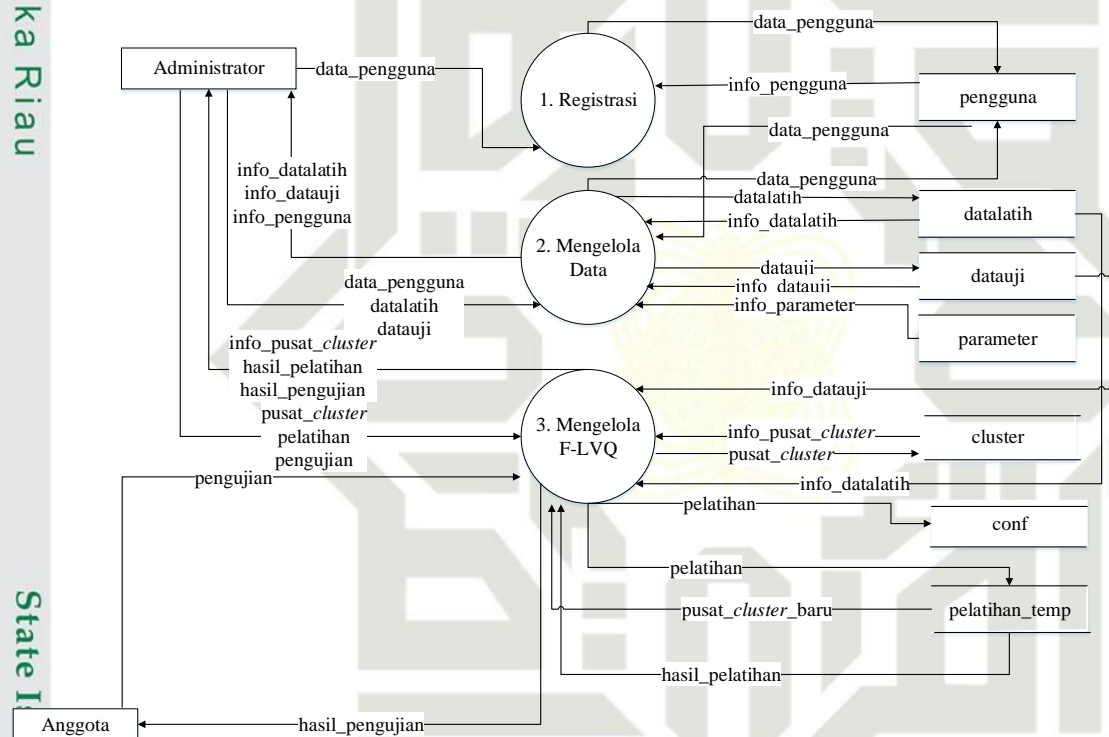 ka Riau
State Is
data_pengguna
Administrator
data_pengguna
1. Registrasi
info_pengguna
pengguna
data_pengguna
info_datalatih
info_datauji
info_pengguna
data_pengguna
datalatih
info_datalatih
datalatih
2. Mengelola
Data
datauji
info_datauji
info_parameter
datauji
data_pengguna
datalatih
datauji
parameter
info_pusat_cluster
hasil_pelatihan
hasil_pengujian
info_datauji
pusat_cluster
pelatihan
pengujian
3. Mengelola
F-LVQ
info_pusat_cluster
pusat_cluster
cluster
pengujian
info_datalatih
pelatihan
conf
pelatihan
pusat_cluster_baru
pelatihan_temp
hasil_pelatihan
Anggota
hasil_pengujian